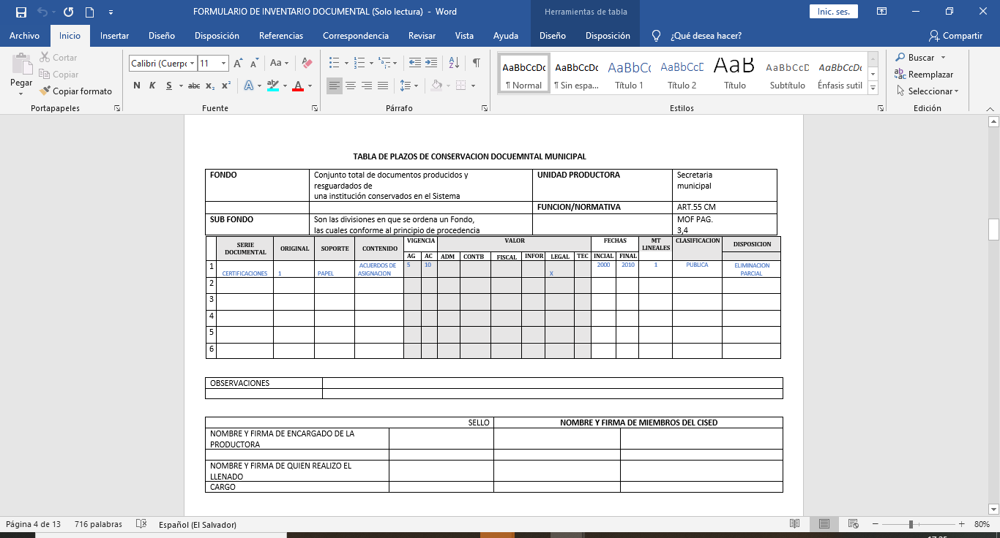 FORMULARIO DE INVENTARIO DOCUMENTAL (Solo lectura) - Word
Herramientas de tabla
Inic. ses.
Archivo Inicio Insertar Diseño Disposición Referencias Correspondencia Revisar Vista Ayuda Diseño Disposición ¿Qué desea hacer? Compartir
Pegar
Cortar
Copiar
Copiar formato
Portapapeles
Calibri (Cuerpo 11
N K S abc x₂ x²
Fuente
Párrafo
AaBbCcDc AaBbCcDc AaBbCc AaBbCcD AaB AaBbCcD AaBbCcDc
¶ Normal ¶ Sin espa... Título 1 Título 2 Título Subtítulo Énfasis sutil
Estilos
Buscar
Reemplazar
Seleccionar
Edición
TABLA DE PLAZOS DE CONSERVACION DOCUEMNTAL MUNICIPAL
FONDO
Conjunto total de documentos producidos y
resguardados de
una institución conservados en el Sistema
UNIDAD PRODUCTORA
Secretaria
municipal
FUNCION/NORMATIVA
ART.55 CM
SUB FONDO
Son las divisiones en que se ordena un Fondo,
las cuales conforme al principio de procedencia
MOF PAG.
3,4
SERIE
DOCUMENTAL
ORIGINAL
SOPORTE
CONTENIDO
VIGENCIA
VALOR
FECHAS
MT
LINEALES
CLASIFICACION
DISPOSICION
AG AC ADM CONTB FISCAL INFOR LEGAL TEC INCIAL FINAL
1
CERTIFICACIONES
1
PAPEL
ACUERDOS DE
ASIGNACION
5
10
X
2000
2010
1
PUBLICA
ELIMINACION
PARCIAL
2
3
4
5
6
OBSERVACIONES
SELLO
NOMBRE Y FIRMA DE MIEMBROS DEL CISED
NOMBRE Y FIRMA DE ENCARGADO DE LA
PRODUCTORA
NOMBRE Y FIRMA DE QUIEN REALIZO EL
LLENADO
CARGO
Página 4 de 13 716 palabras Español (El Salvador) 80%